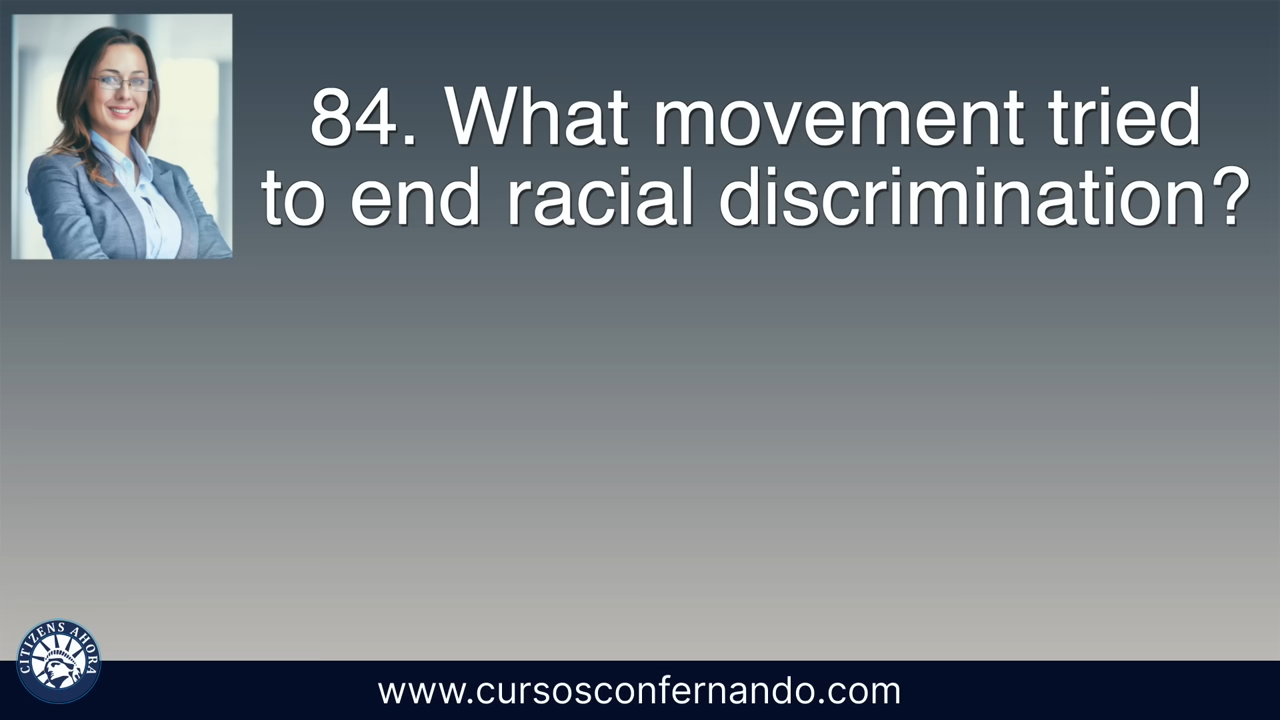 84. What movement tried
to end racial discrimination?
CITIZENS AHORA
www.cursosconfernando.com